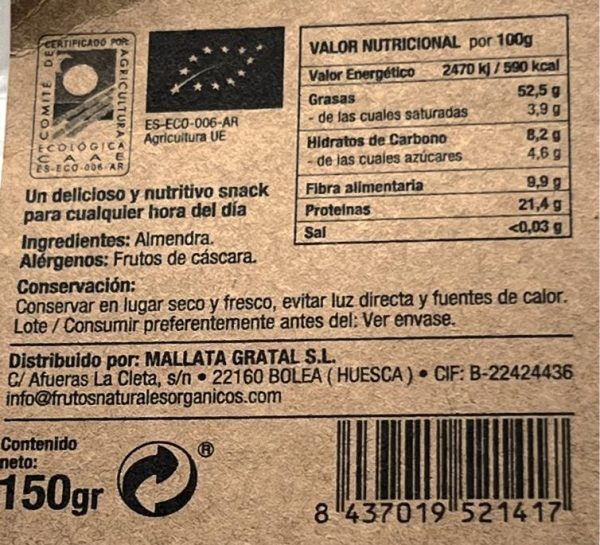 CERTIFICADO POR
COMITÉ DE
AGRICULTURA
ECOLÓGICA
C A A E
ES-ECO-006-AR
ES-ECO-006-AR
Agricultura UE
Un delicioso y nutritivo snack
para cualquier hora del día
Ingredientes: Almendra.
Alérgenos: Frutos de cáscara.
VALOR NUTRICIONAL por 100g
Valor Energético 2470 kj / 590 kcal
Grasas 52,5 g
- de las cuales saturadas 3,9 g
Hidratos de Carbono 8,2 g
- de las cuales azúcares 4,6 g
Fibra alimentaria 9,9 g
Proteínas 21,4 g
Sal <0,03 g
Conservación:
Conservar en lugar seco y fresco, evitar luz directa y fuentes de calor.
Lote / Consumir preferentemente antes del: Ver envase.
Distribuido por: MALLATA GRATAL S.L.
C/ Afueras La Cleta, s/n • 22160 BOLEA ( HUESCA ) • CIF: B-22424436
info@frutosnaturalesorganicos.com
Contenido
neto:
150gr
®
8 437019 521417